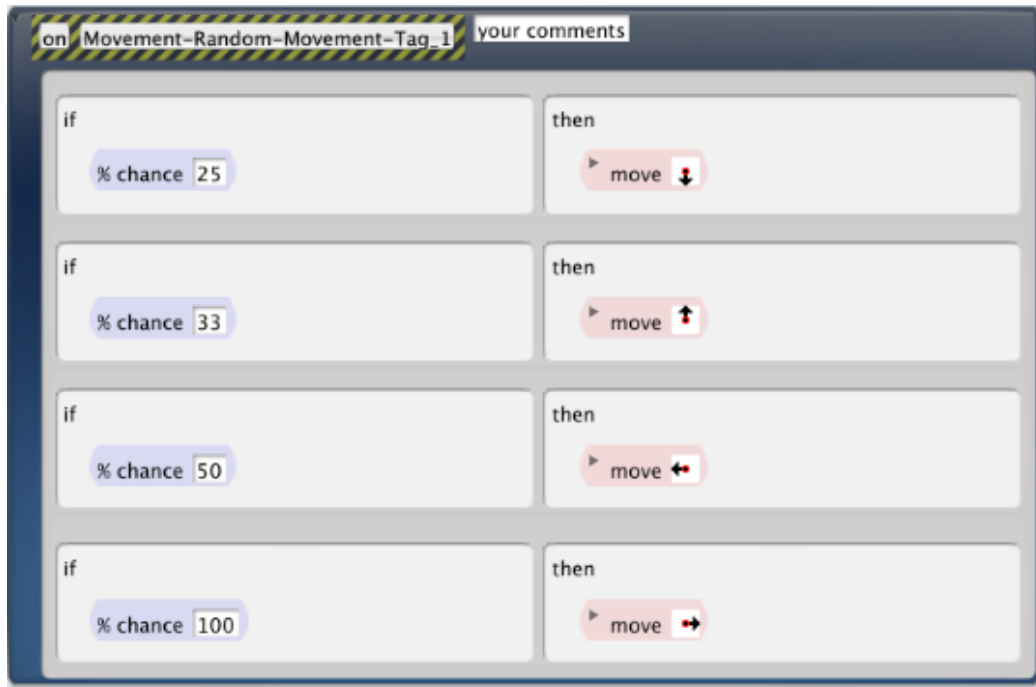 on Movement-Random-Movement-Tag_1 your comments
if then
% chance 25 move
if then
% chance 33 move
if then
% chance 50 move
if then
% chance 100 move